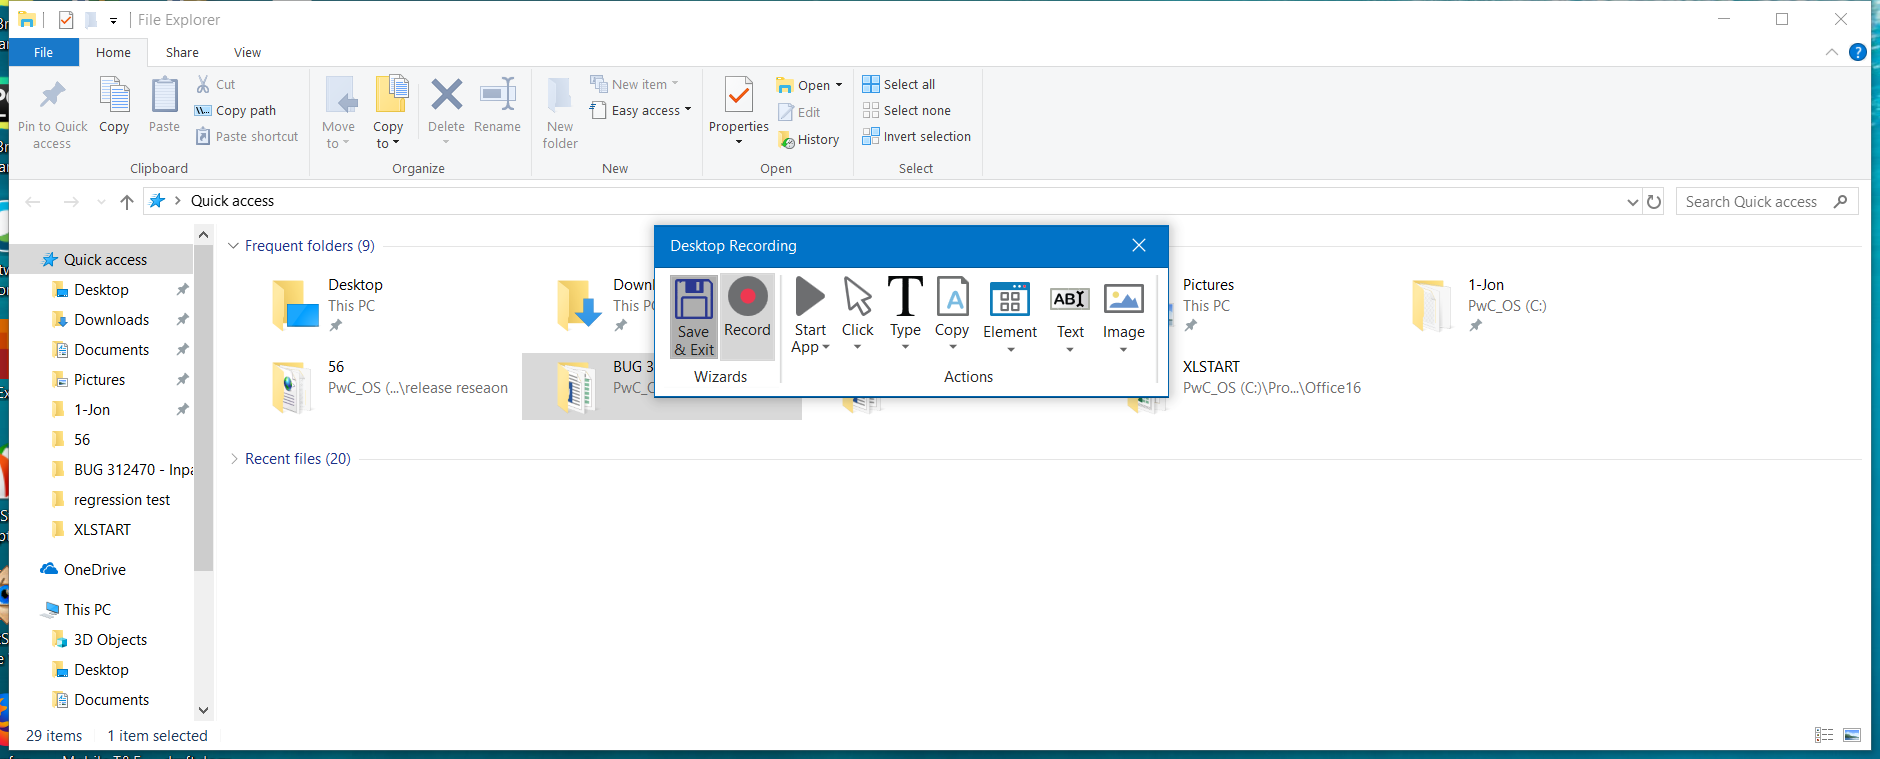 File Explorer
File
Home
Share
View
Pin to Quick
access
Copy
Paste
Cut
Copy path
Paste shortcut
Clipboard
Move
to
Copy
to
Delete
Rename
Organize
New
folder
New item
Easy access
New
Properties
Open
Edit
History
Open
Select all
Select none
Invert selection
Select
Quick access
Search Quick access
Quick access
Desktop
Downloads
Documents
Pictures
1-Jon
56
BUG 312470 - Inpa
regression test
XLSTART
OneDrive
This PC
3D Objects
Desktop
Documents
Frequent folders (9)
Desktop
This PC
Downl
This PC
Pictures
This PC
1-Jon
PwC_OS (C:)
56
PwC_OS (...\release reseaon
BUG 3
PwC_
XLSTART
PwC_OS (C:)\Pro...\Office16
Recent files (20)
Desktop Recording
Save
& Exit
Record
Wizards
Start
App
Click
Type
Copy
Element
Text
Image
Actions
29 items
1 item selected